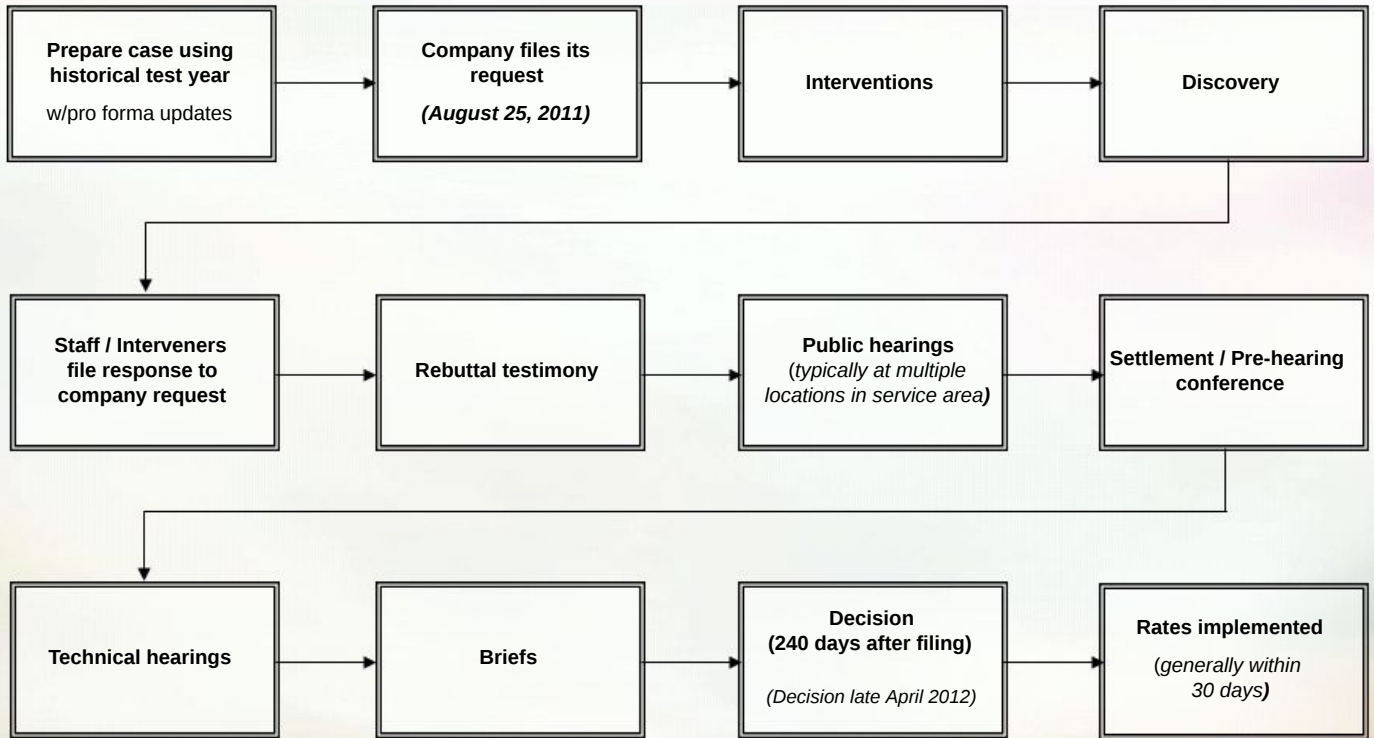 Prepare case using
historical test year
w/pro forma updates
Company files its
request
(August 25, 2011)
Interventions
Discovery
Staff / Interveners
file response to
company request
Rebuttal testimony
Public hearings
(typically at multiple
locations in service area)
Settlement / Pre-hearing
conference
Technical hearings
Briefs
Decision
(240 days after filing)
(Decision late April 2012)
Rates implemented
(generally within
30 days)